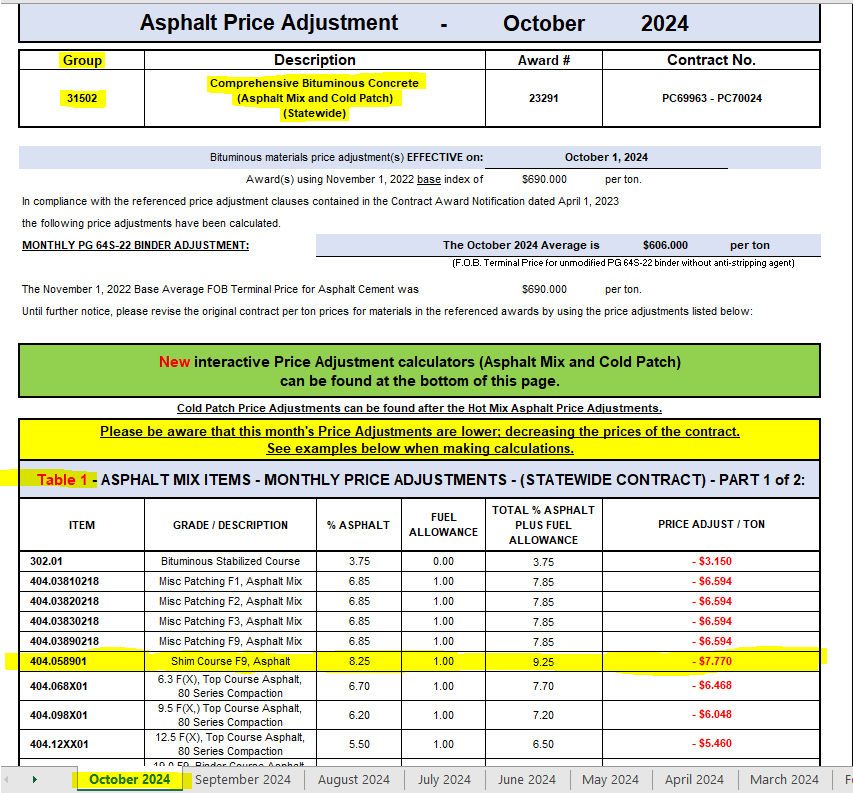 Asphalt Price Adjustment - October 2024
Group Description Award # Contract No.
31502 Comprehensive Bituminous Concrete (Asphalt Mix and Cold Patch) (Statewide) 23291 PC69963 - PC70024
Bituminous materials price adjustment(s) EFFECTIVE on: October 1, 2024
Award(s) using November 1, 2022 base index of $690.000 per ton.
In compliance with the referenced price adjustment clauses contained in the Contract Award Notification dated April 1, 2023
the following price adjustments have been calculated.
MONTHLY PG 64S-22 BINDER ADJUSTMENT: The October 2024 Average is $606.000 per ton
(F.O.B. Terminal Price for unmodified PG 64S-22 binder without anti-stripping agent)
The November 1, 2022 Base Average FOB Terminal Price for Asphalt Cement was $690.000 per ton.
Until further notice, please revise the original contract per ton prices for materials in the referenced awards by using the price adjustments listed below:
New interactive Price Adjustment calculators (Asphalt Mix and Cold Patch)
can be found at the bottom of this page.
Cold Patch Price Adjustments can be found after the Hot Mix Asphalt Price Adjustments.
Please be aware that this month's Price Adjustments are lower; decreasing the prices of the contract.
See examples below when making calculations.
Table 1 - ASPHALT MIX ITEMS - MONTHLY PRICE ADJUSTMENTS - (STATEWIDE CONTRACT) - PART 1 of 2:
ITEM GRADE / DESCRIPTION % ASPHALT FUEL ALLOWANCE TOTAL % ASPHALT PLUS FUEL ALLOWANCE PRICE ADJUST / TON
302.01 Bituminous Stabilized Course 3.75 0.00 3.75 - $3.150
404.03810218 Misc Patching F1, Asphalt Mix 6.85 1.00 7.85 - $6.594
404.03820218 Misc Patching F2, Asphalt Mix 6.85 1.00 7.85 - $6.594
404.03830218 Misc Patching F3, Asphalt Mix 6.85 1.00 7.85 - $6.594
404.03890218 Misc Patching F9, Asphalt Mix 6.85 1.00 7.85 - $6.594
404.058901 Shim Course F9, Asphalt 8.25 1.00 9.25 - $7.770
404.068X01 6.3 F(X), Top Course Asphalt, 80 Series Compaction 6.70 1.00 7.70 - $6.468
404.098X01 9.5 F(X,) Top Course Asphalt, 80 Series Compaction 6.20 1.00 7.20 - $6.048
404.12XX01 12.5 F(X), Top Course Asphalt, 80 Series Compaction 5.50 1.00 6.50 - $5.460
19.0 F9, Binder Course Asphalt,
October 2024 September 2024 August 2024 July 2024 June 2024 May 2024 April 2024 March 2024 F